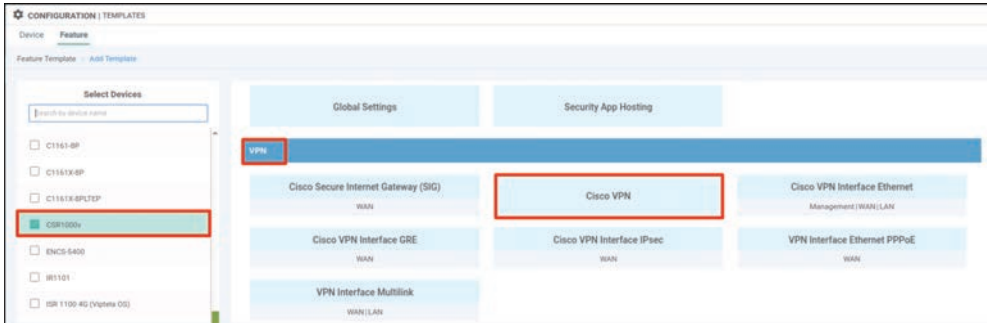 CONFIGURATION | TEMPLATES
Device Feature
Feature Template > Add Template
Select Devices
Search by device name
C1161-8P
C1161X-8P
C1161X-8PLTEP
CSR1000v
ENCS-5400
IR1101
ISR 1100 4G (Viptela OS)
Global Settings
Security App Hosting
VPN
Cisco Secure Internet Gateway (SIG)
WAN
Cisco VPN
Cisco VPN Interface Ethernet
Management | WAN | LAN
Cisco VPN Interface GRE
WAN
Cisco VPN Interface IPsec
WAN
VPN Interface Ethernet PPPoE
WAN
VPN Interface Multilink
WAN | LAN